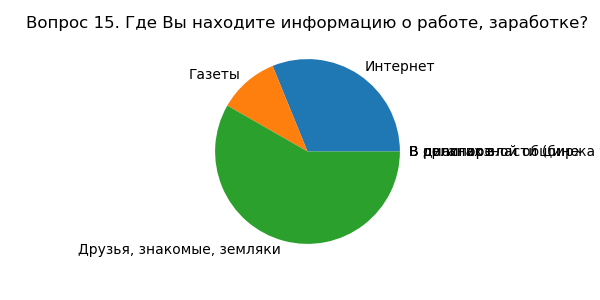 Вопрос 15. Где Вы находите информацию о работе, заработке?
Интернет
Газеты
Друзья, знакомые, земляки